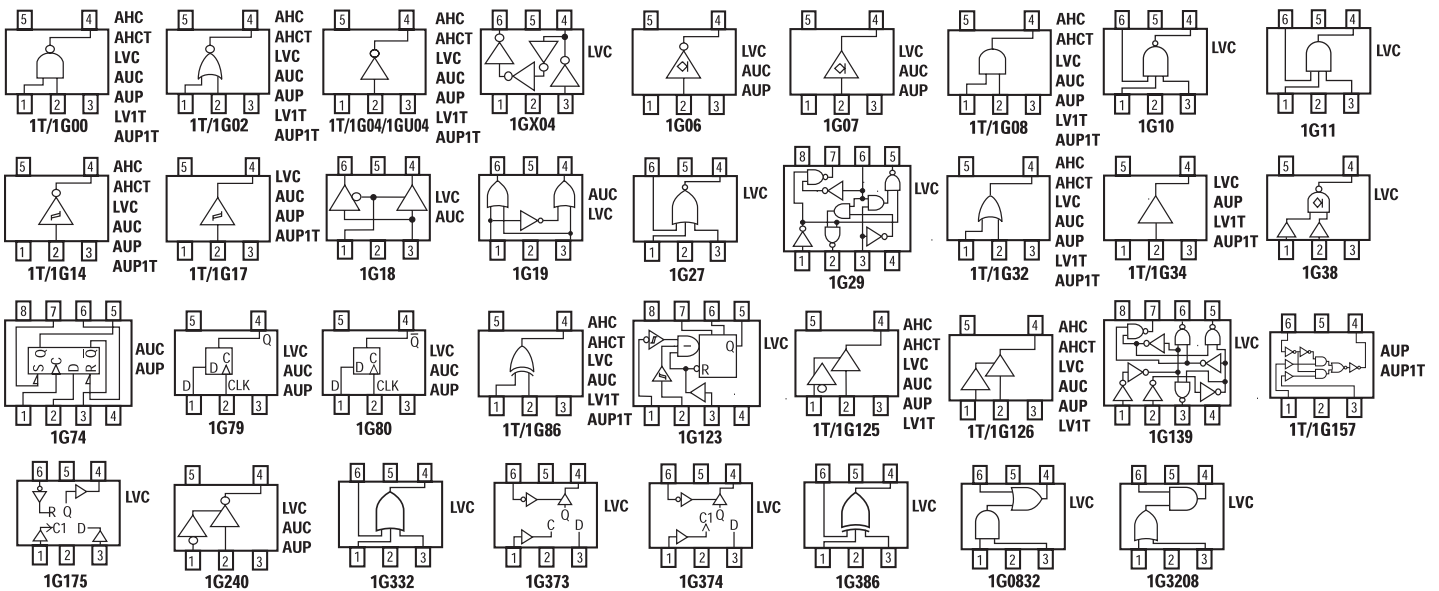 5 4 AHC
AHCT
LVC
AUC
AUP
LV1T
AUP1T
1 2 3
1T/1G00
5 4 AHC
AHCT
LVC
AUC
AUP
LV1T
AUP1T
1 2 3
1T/1G02
5 4 AHC
AHCT
LVC
AUC
AUP
LV1T
AUP1T
1 2 3
1T/1G04/1GU04
6 5 4
LVC
1 2 3
1GX04
5 4
LVC
AUC
AUP
1 2 3
1G06
5 4
LVC
AUC
AUP
1 2 3
1G07
5 4 AHC
AHCT
LVC
AUC
AUP
LV1T
AUP1T
1 2 3
1T/1G08
6 5 4
LVC
1 2 3
1G10
6 5 4
LVC
1 2 3
1G11
5 4 AHC
AHCT
LVC
AUC
AUP
AUP1T
1 2 3
1T/1G14
5 4 LVC
AUC
AUP
AUP1T
1 2 3
1T/1G17
6 5 4
LVC
AUC
1 2 3
1G18
6 5 4
AUC
LVC
1 2 3
1G19
6 5 4
LVC
1 2 3
1G27
8 7 6 5
LVC
1 2 3 4
1G29
5 4 AHC
AHCT
LVC
AUC
AUP
LV1T
AUP1T
1 2 3
1T/1G32
5 4
LVC
AUP
LV1T
AUP1T
1 2 3
1T/1G34
6 5 4
LVC
1 2 3
1G38
8 7 6 5
S Q C D R Q̅
AUC
AUP
1 2 3 4
1G74
5 4
Q
C
D
D CLK
LVC
AUC
AUP
1 2 3
1G79
5 4
Q̅
C
D
D CLK
LVC
AUC
AUP
1 2 3
1G80
5 4 AHC
AHCT
LVC
AUC
LV1T
AUP1T
1 2 3
1T/1G86
8 7 6 5
Q
R
LVC
1 2 3 4
1G123
5 4 AHC
AHCT
LVC
AUC
AUP
LV1T
1 2 3
1T/1G125
5 4 AHC
AHCT
LVC
AUC
AUP
LV1T
1 2 3
1T/1G126
8 7 6 5
LVC
1 2 3 4
1G139
6 5 4
AUP
AUP1T
1 2 3
1T/1G157
6 5 4
LVC
R Q
C1 D
1 2 3
1G175
5 4
LVC
AUC
AUP
1 2 3
1G240
6 5 4
LVC
1 2 3
1G332
6 5 4
LVC
Q
C D
1 2 3
1G373
6 5 4
LVC
Q
C1 D
1 2 3
1G374
6 5 4
LVC
1 2 3
1G386
6 5 4
LVC
1 2 3
1G0832
6 5 4
LVC
1 2 3
1G3208